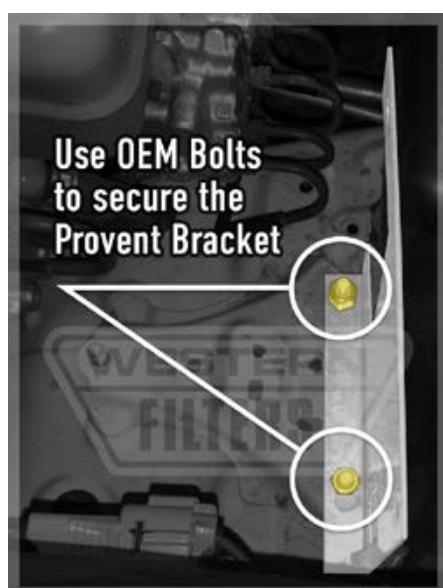 Use OEM Bolts
to secure the
Provent Bracket
WESTERN
FILTERS